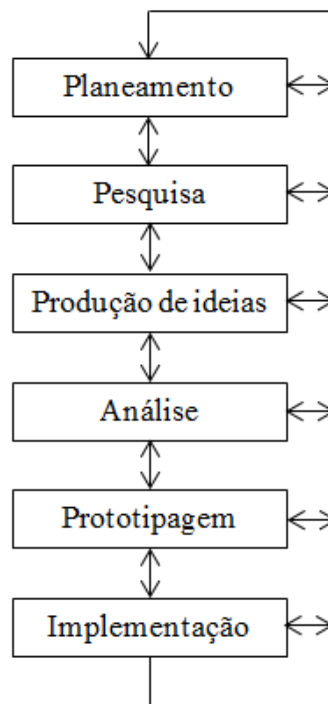 Planeamento
Pesquisa
Produção de ideias
Análise
Prototipagem
Implementação